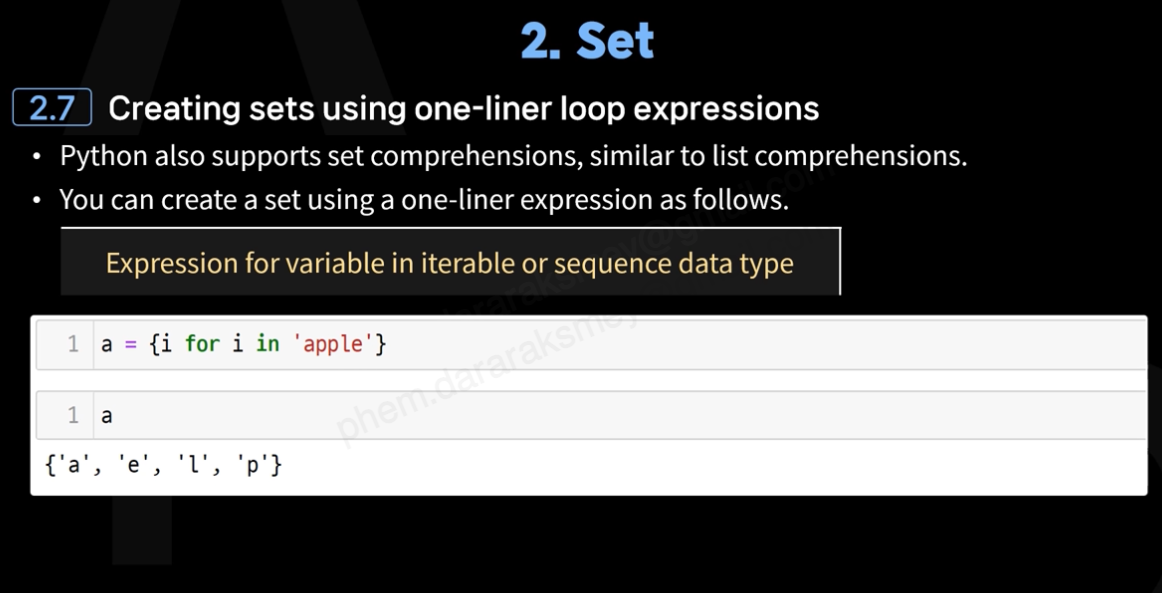 2. Set
2.7 Creating sets using one-liner loop expressions
• Python also supports set comprehensions, similar to list comprehensions.
• You can create a set using a one-liner expression as follows.
Expression for variable in iterable or sequence data type
1 a = {i for i in 'apple'}
1 a
{'a', 'e', 'l', 'p'}
phem.dararaksmey@gmail.com